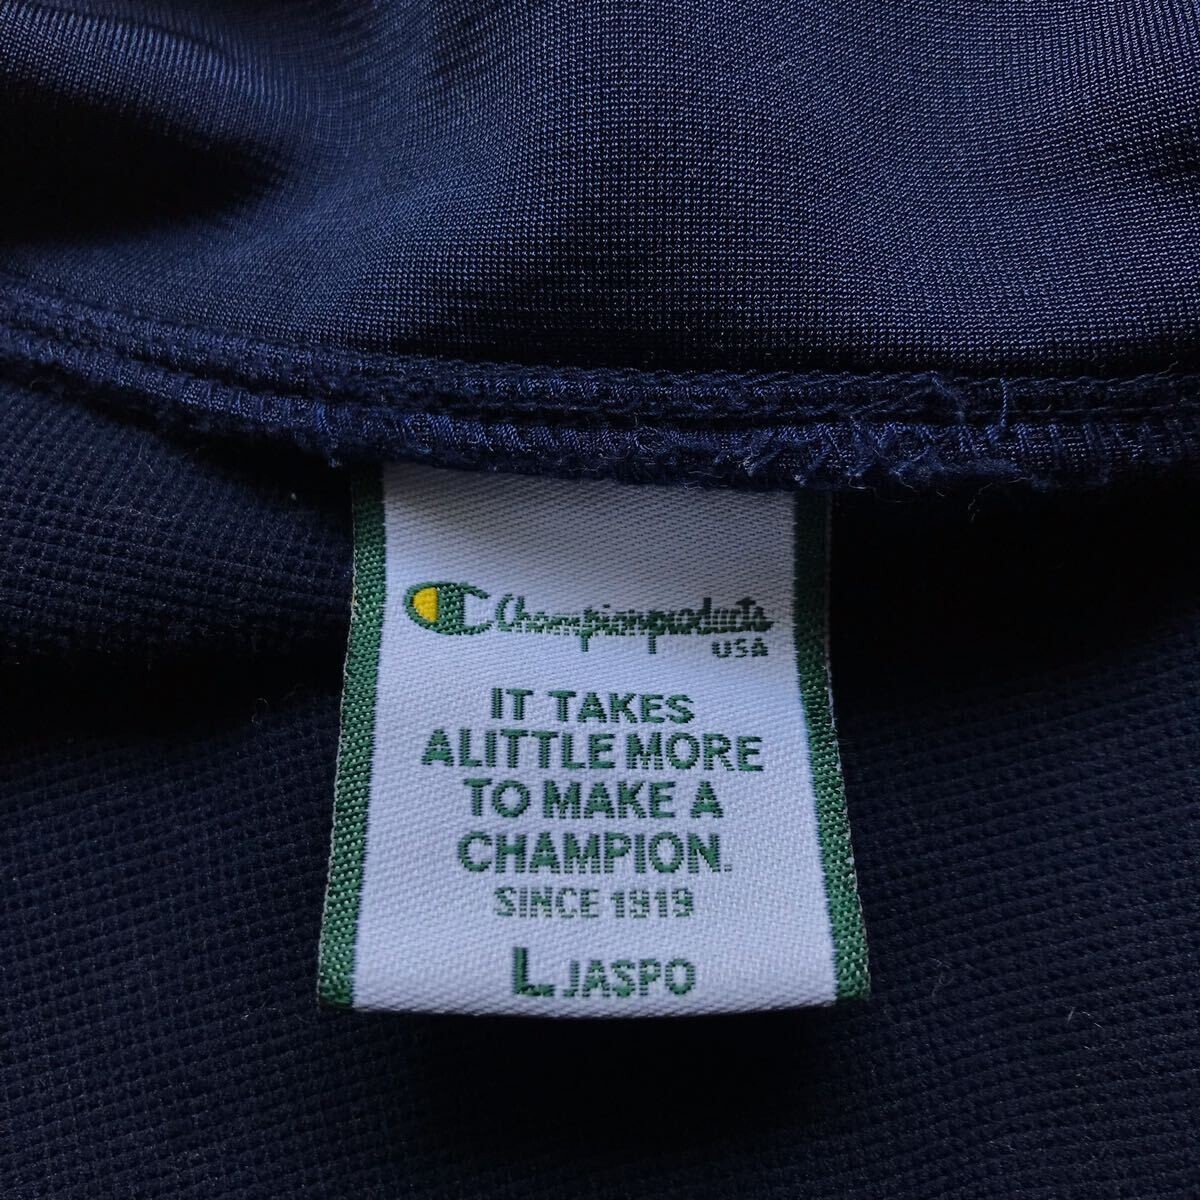 Championproducts
USA
IT TAKES
ALITTLE MORE
TO MAKE A
CHAMPION.
SINCE 1919
L JASPO